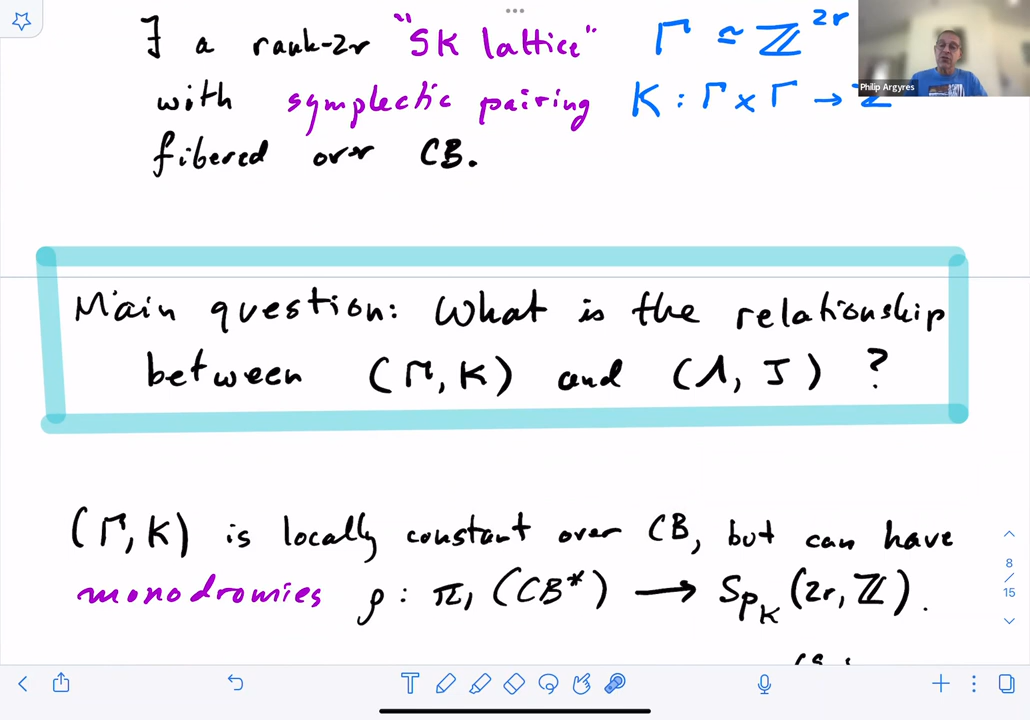 ∃ a rank-2r "SK lattice" Γ ≃ ℤ^{2r}
with symplectic pairing K : Γ × Γ → ℤ
Philip Argyres
fibered over CB.
Main question: What is the relationship
between (Γ, K) and (Λ, J) ?
(Γ, K) is locally constant over CB, but can have
monodromies ρ : π₁ (CB*) ⟶ Sp_K (2r, ℤ).
8
/
15
T